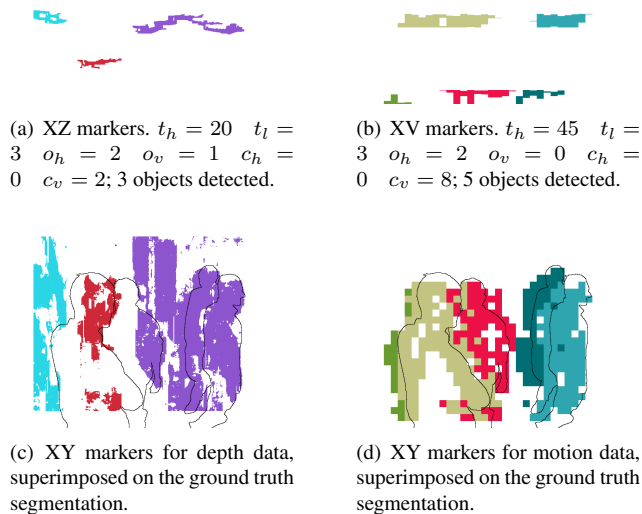 (a) XZ markers. t_h = 20 t_l =
3 o_h = 2 o_v = 1 c_h =
0 c_v = 2; 3 objects detected.
(b) XV markers. t_h = 45 t_l =
3 o_h = 2 o_v = 0 c_h =
0 c_v = 8; 5 objects detected.
(c) XY markers for depth data,
superimposed on the ground truth
segmentation.
(d) XY markers for motion data,
superimposed on the ground truth
segmentation.